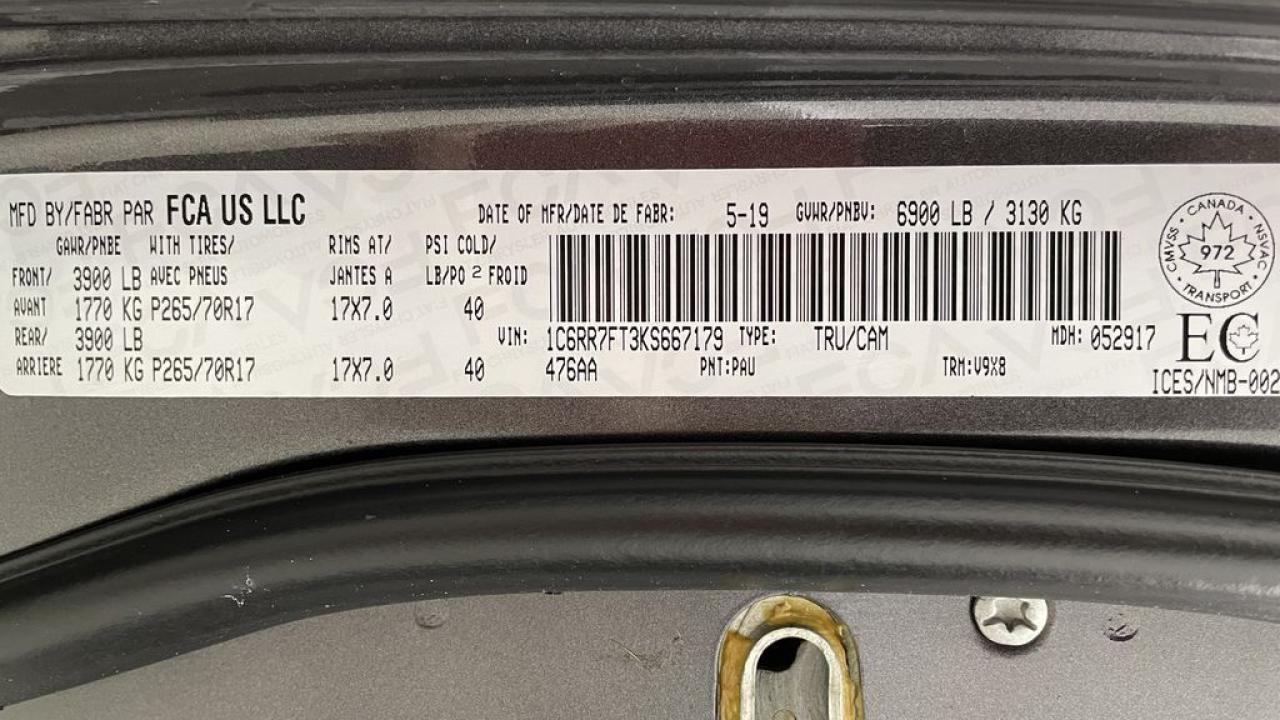 MFD BY/FABR PAR FCA US LLC DATE OF MFR/DATE DE FABR: 5-19 GVWR/PNBV: 6900 LB / 3130 KG
GAWR/PNBE WITH TIRES/ RIMS AT/ PSI COLD/
FRONT/ 3900 LB AVEC PNEUS JANTES A LB/PO 2 FROID
AVANT 1770 KG P265/70R17 17X7.0 40
REAR/ 3900 LB VIN: 1C6RR7FT3KS667179 TYPE: TRU/CAM MDH: 052917
ARRIERE 1770 KG P265/70R17 17X7.0 40 476AA PNT:PAU TRM:V9X8
CANADA
CMVSS 972 NSVAC
TRANSPORT
EC
ICES/NMB-002